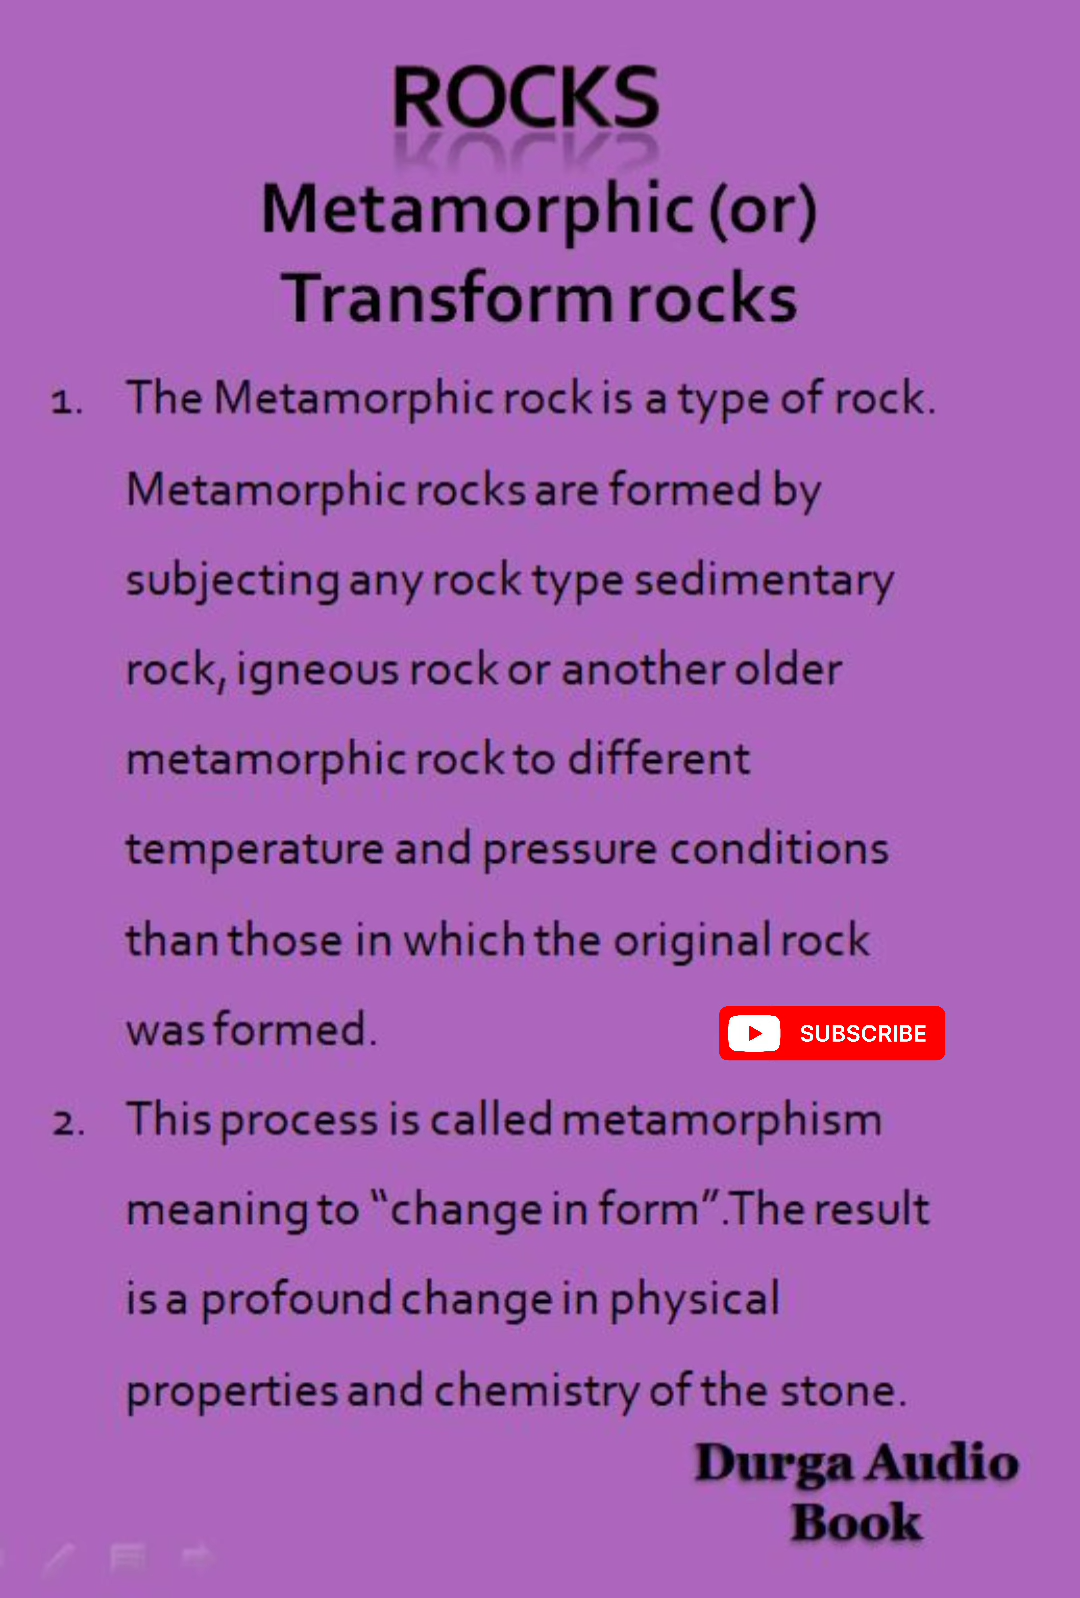 ROCKS
Metamorphic (or)
Transform rocks
1. The Metamorphic rock is a type of rock.
Metamorphic rocks are formed by
subjecting any rock type sedimentary
rock, igneous rock or another older
metamorphic rock to different
temperature and pressure conditions
than those in which the original rock
was formed.
SUBSCRIBE
2. This process is called metamorphism
meaning to “change in form”.The result
is a profound change in physical
properties and chemistry of the stone.
Durga Audio
Book